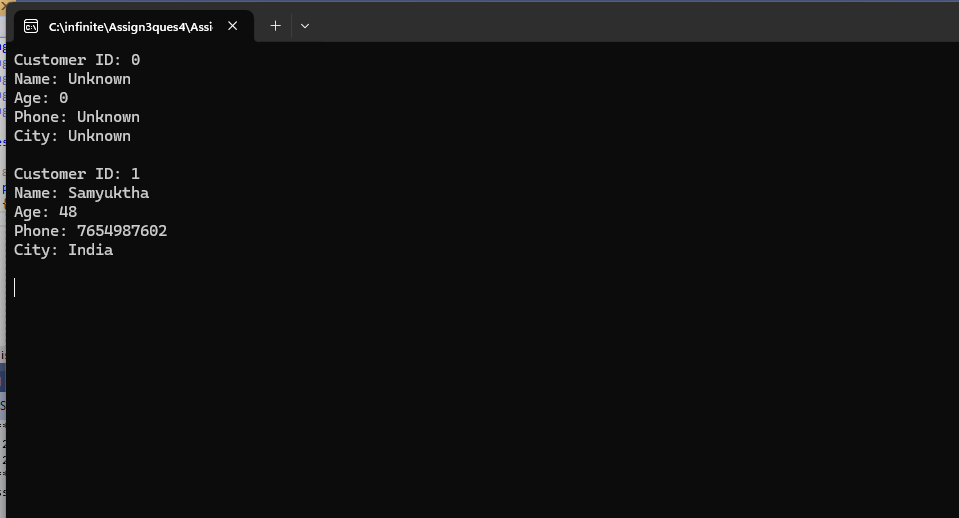 C:\infinite\Assign3ques4\Assi
Customer ID: 0
Name: Unknown
Age: 0
Phone: Unknown
City: Unknown
Customer ID: 1
Name: Samyuktha
Age: 48
Phone: 7654987602
City: India